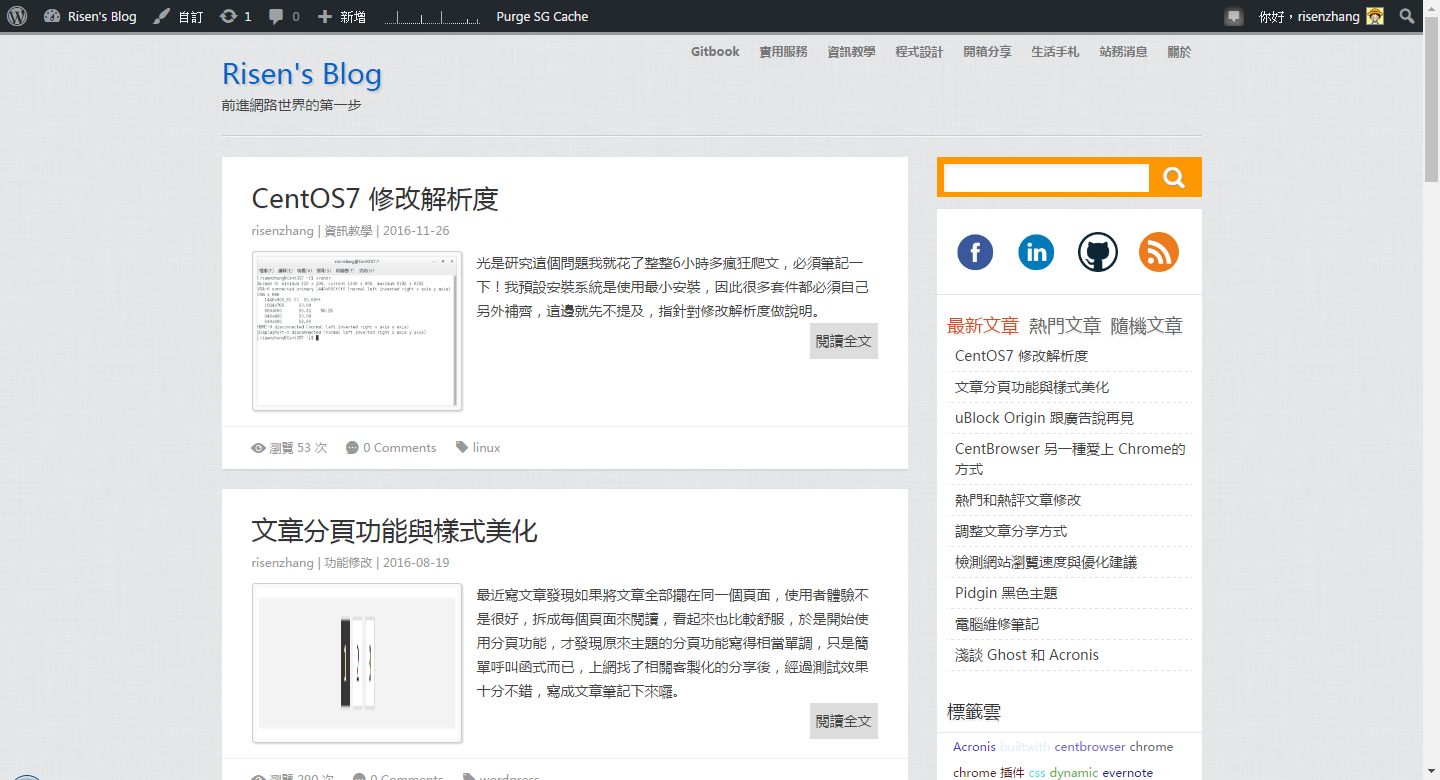 Risen's Blog 自訂 1 0 新增 Purge SG Cache 你好，risenzhang
Gitbook 實用服務 資訊教學 程式設計 開箱分享 生活手札 站務消息 關於
Risen's Blog
前進網路世界的第一步
CentOS7 修改解析度
risenzhang | 資訊教學 | 2016-11-26
光是研究這個問題我就花了整整6小時多瘋狂爬文，必須筆記一
下！我預設安裝系統是使用最小安裝，因此很多套件都必須自己
另外補齊，這邊就先不提及，指針對修改解析度做說明。
閱讀全文
瀏覽 53 次 0 Comments linux
文章分頁功能與樣式美化
risenzhang | 功能修改 | 2016-08-19
1 2 3
最近寫文章發現如果將文章全部擺在同一個頁面，使用者體驗不
是很好，拆成每個頁面來閱讀，看起來也比較舒服，於是開始使
用分頁功能，才發現原來主題的分頁功能寫得相當單調，只是簡
單呼叫函式而已，上網找了相關客製化的分享後，經過測試效果
十分不錯，寫成文章筆記下來囉。
閱讀全文
瀏覽 290 次 0 Comments wordpress
最新文章 熱門文章 隨機文章
CentOS7 修改解析度
文章分頁功能與樣式美化
uBlock Origin 跟廣告說再見
CentBrowser 另一種愛上 Chrome的
方式
熱門和熱評文章修改
調整文章分享方式
檢測網站瀏覽速度與優化建議
Pidgin 黑色主題
電腦維修筆記
淺談 Ghost 和 Acronis
標籤雲
Acronis builtwith centbrowser chrome
chrome 插件 css dynamic evernote